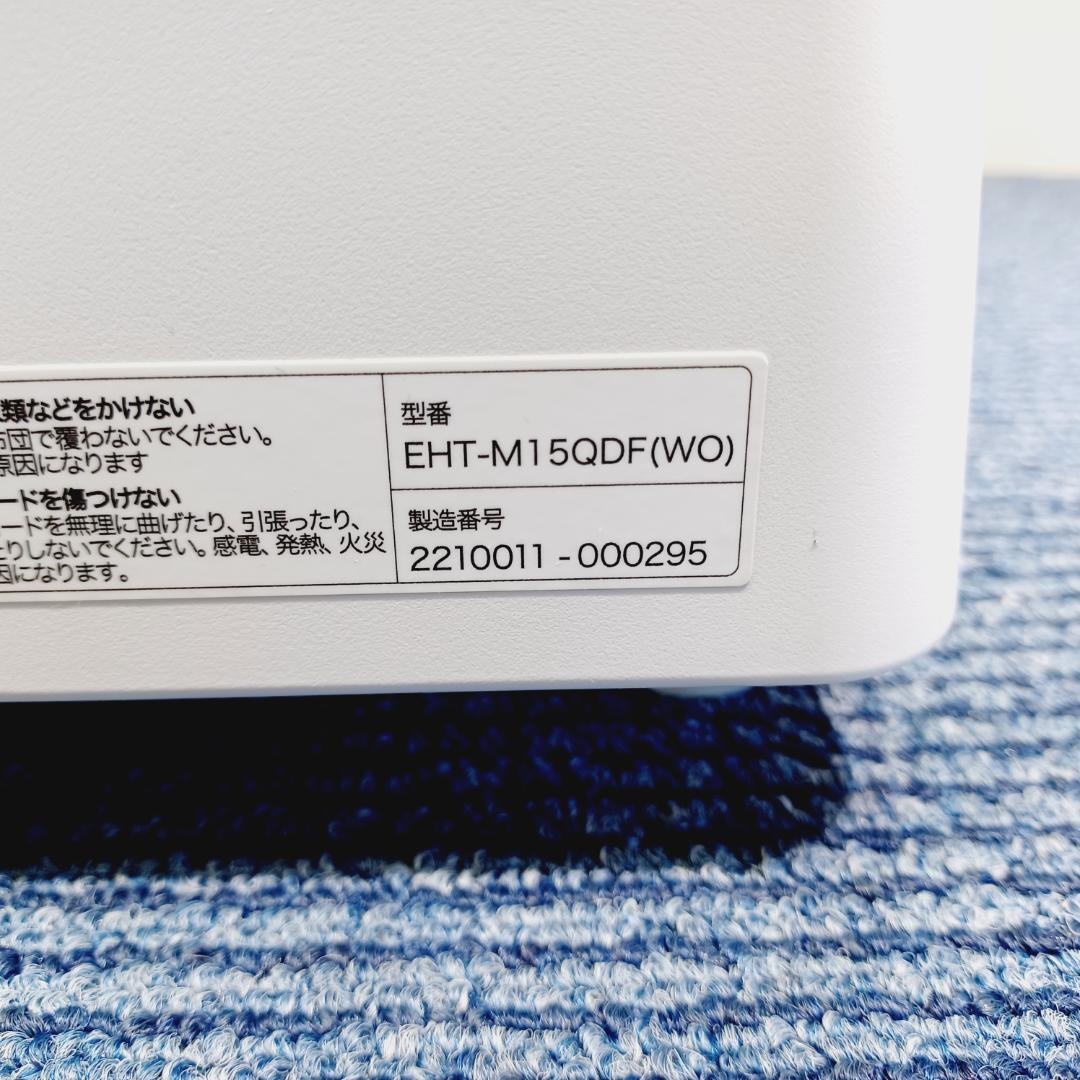 類などをかけない
団で覆わないでください。
原因になります
ードを傷つけない
ードを無理に曲げたり、引張ったり、
たりしないでください。感電、発熱、火災
因になります。
型番
EHT-M15QDF(WO)
製造番号
2210011 - 000295